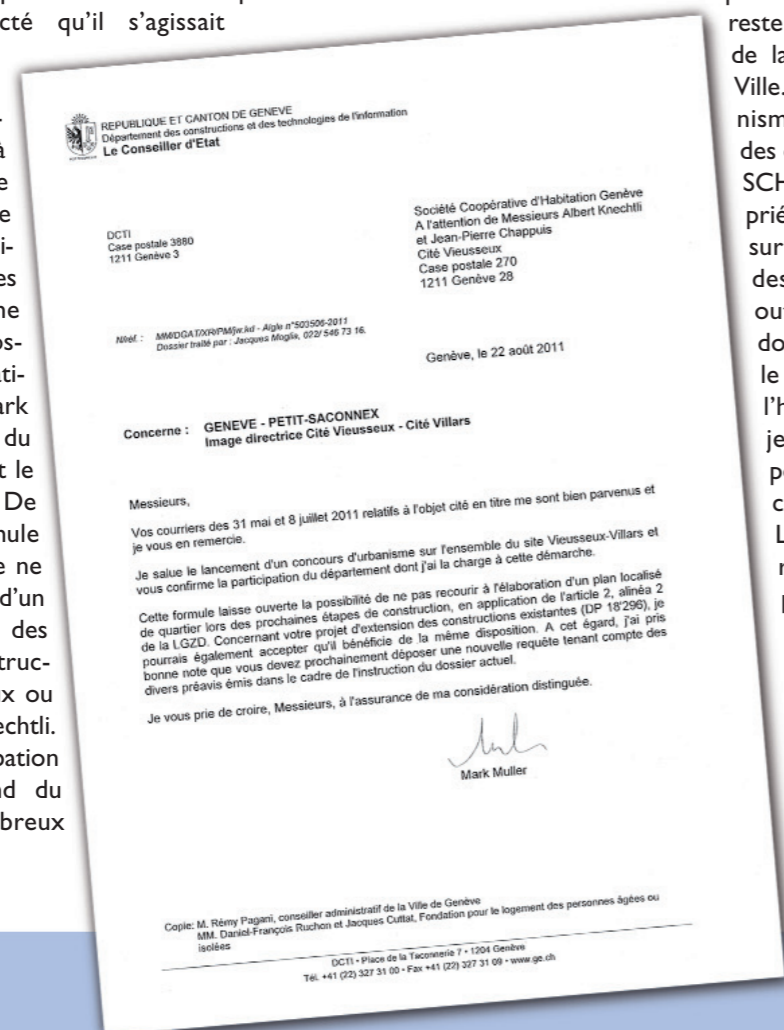 cté qu'il s'agissait
à
es
ne
ati-
ark
du
t le
De
nule
e ne
d'un
des
truc-
x ou
echtli.
pation
d du
breux
REPUBLIQUE ET CANTON DE GENEVE
Département des constructions et des technologies de l'information
Le Conseiller d'Etat
DCTI
Case postale 3880
1211 Genève 3
Société Coopérative d'Habitation Genève
A l'attention de Messieurs Albert Knechtli
et Jean-Pierre Chappuis
Cité Vieusseux
Case postale 270
1211 Genève 28
N/réf. : MM/DGAT/XR/PM/jw.kd - Aigle n°503506-2011
Dossier traité par : Jacques Moglia, 022/ 546 73 16.
Genève, le 22 août 2011
Concerne : GENEVE - PETIT-SACONNEX
Image directrice Cité Vieusseux - Cité Villars
Messieurs,
Vos courriers des 31 mai et 8 juillet 2011 relatifs à l'objet cité en titre me sont bien parvenus et
je vous en remercie.
Je salue le lancement d'un concours d'urbanisme sur l'ensemble du site Vieusseux-Villars et
vous confirme la participation du département dont j'ai la charge à cette démarche.
Cette formule laisse ouverte la possibilité de ne pas recourir à l'élaboration d'un plan localisé
de quartier lors des prochaines étapes de construction, en application de l'article 2, alinéa 2
de la LGZD. Concernant votre projet d'extension des constructions existantes (DP 18'296), je
pourrais également accepter qu'il bénéficie de la même disposition. A cet égard, j'ai pris
bonne note que vous devez prochainement déposer une nouvelle requête tenant compte des
divers préavis émis dans le cadre de l'instruction du dossier actuel.
Je vous prie de croire, Messieurs, à l'assurance de ma considération distinguée.
Mark Muller
Copie: M. Rémy Pagani, conseiller administratif de la Ville de Genève
MM. Daniel-François Ruchon et Jacques Cuttat, Fondation pour le logement des personnes âgées ou
isolées
DCTI • Place de la Taconnerie 7 • 1204 Genève
Tél. +41 (22) 327 31 00 • Fax +41 (22) 327 31 09 • www.ge.ch
reste
de la
Ville.
nism
des
SCH
prié
sur
des
out
do
le
l'h
je